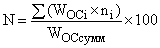 N = ∑(W_OCi × n_i) / W_OCсумм × 100